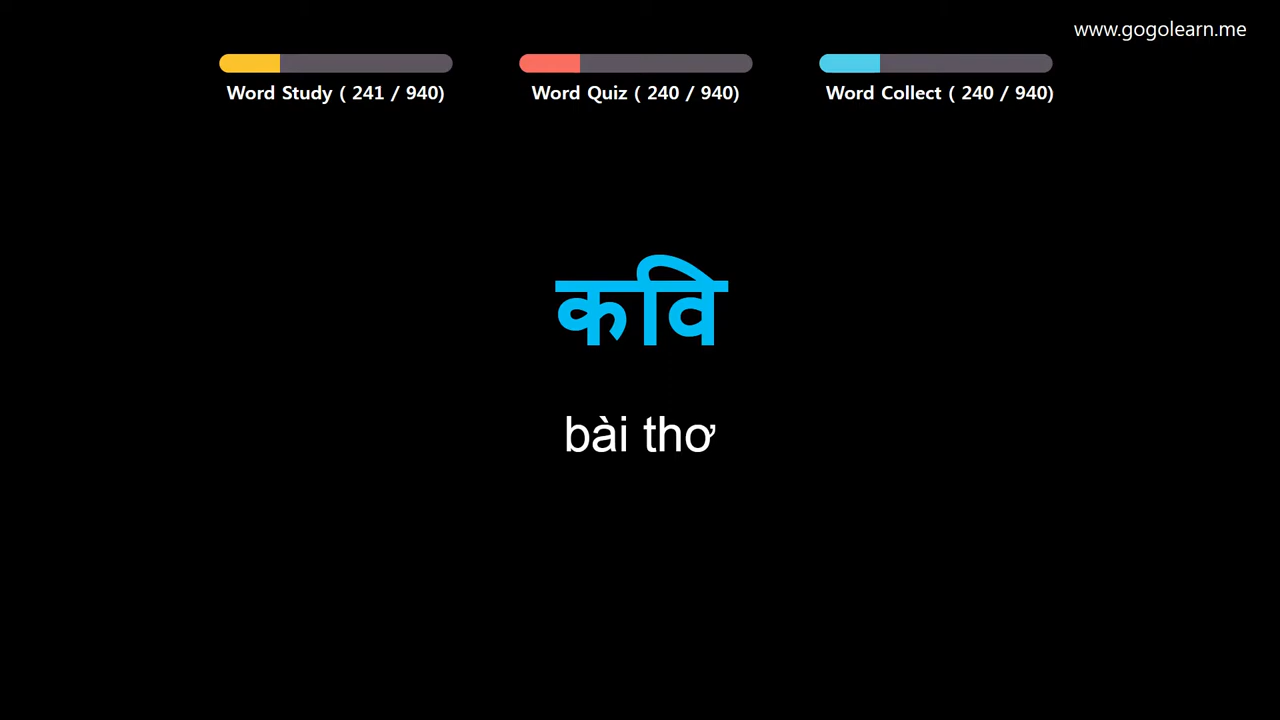 www.gogolearn.me
Word Study ( 241 / 940)
Word Quiz ( 240 / 940)
Word Collect ( 240 / 940)
कवि
bài thơ